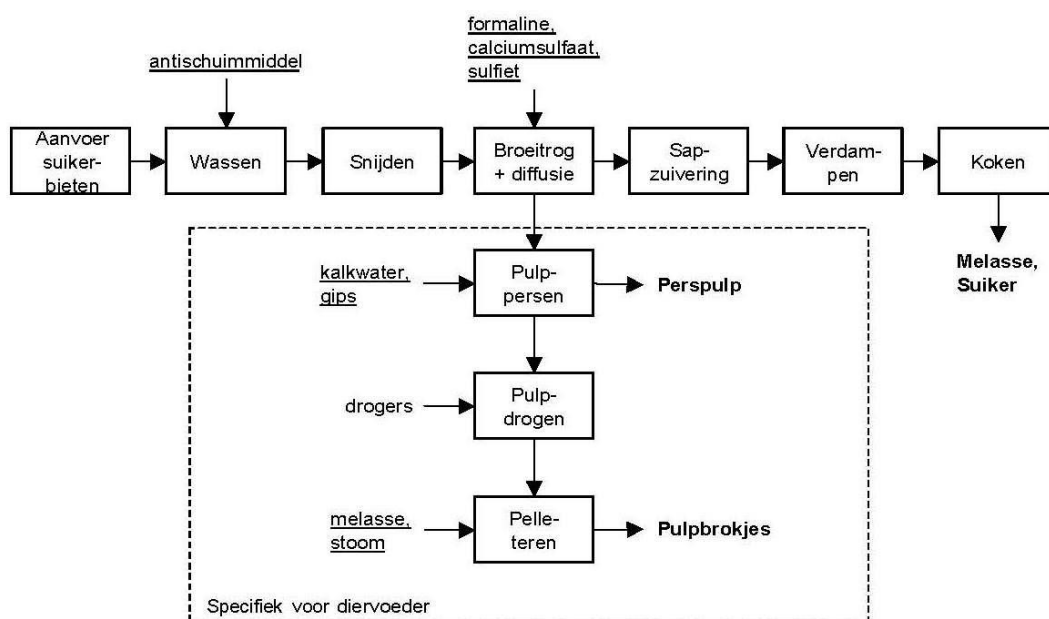 antischuimmiddel
formaline,
calciumsulfaat,
sulfiet
Aanvoer
suiker-
bieten
Wassen
Snijden
Broeitrog
+ diffusie
Sap-
zuivering
Verdam-
pen
Koken
Melasse,
Suiker
kalkwater,
gips
Pulp-
persen
Perspulp
drogers
Pulp-
drogen
melasse,
stoom
Pelle-
teren
Pulpbrokjes
Specifiek voor diervoeder